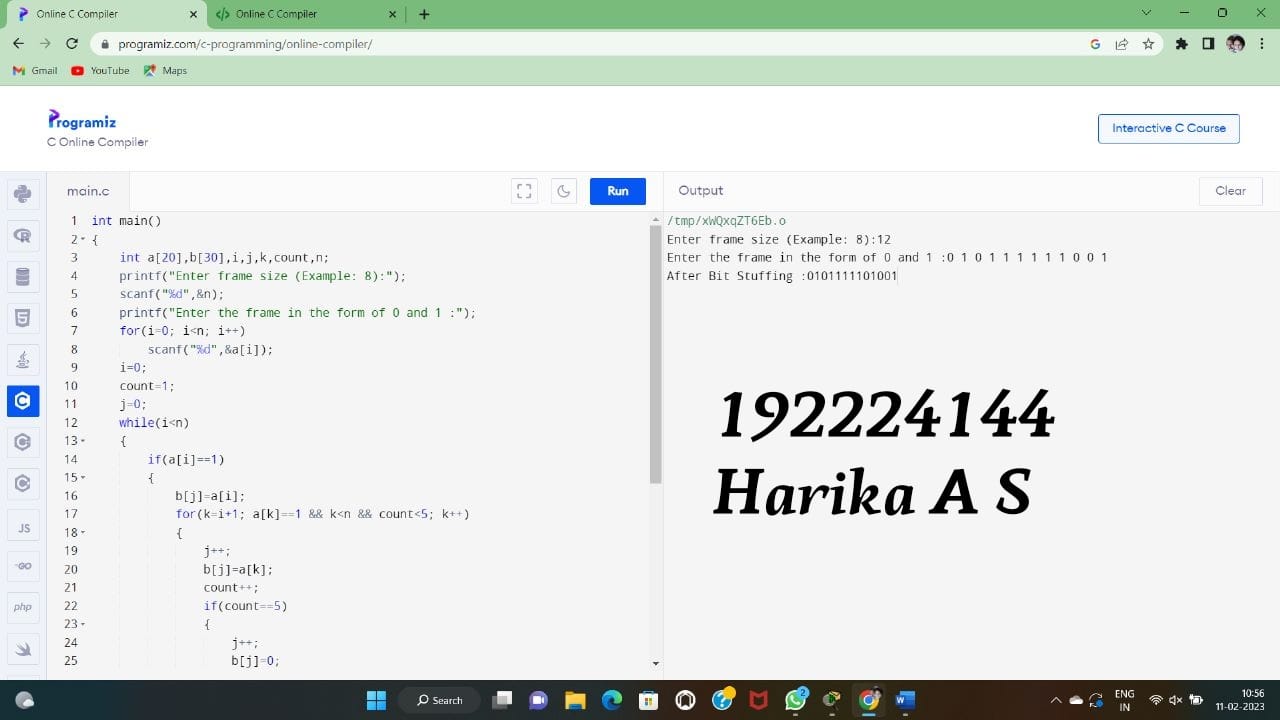 Online C Compiler
Online C Compiler
programiz.com/c-programming/online-compiler/
Gmail
YouTube
Maps
Programiz
C Online Compiler
Interactive C Course
main.c
Run
Output
Clear
1 int main()
2 {
3 int a[20],b[30],i,j,k,count,n;
4 printf("Enter frame size (Example: 8):");
5 scanf("%d",&n);
6 printf("Enter the frame in the form of 0 and 1 :");
7 for(i=0; i<n; i++)
8 scanf("%d",&a[i]);
9 i=0;
10 count=1;
11 j=0;
12 while(i<n)
13 {
14 if(a[i]==1)
15 {
16 b[j]=a[i];
17 for(k=i+1; a[k]==1 && k<n && count<5; k++)
18 {
19 j++;
20 b[j]=a[k];
21 count++;
22 if(count==5)
23 {
24 j++;
25 b[j]=0;
JS
GO
php
/tmp/xWQxqZT6Eb.o
Enter frame size (Example: 8):12
Enter the frame in the form of 0 and 1 :0 1 0 1 1 1 1 1 1 0 0 1
After Bit Stuffing :0101111101001
192224144
Harika A S
Search
2
ENG
IN
10:56
11-02-2023